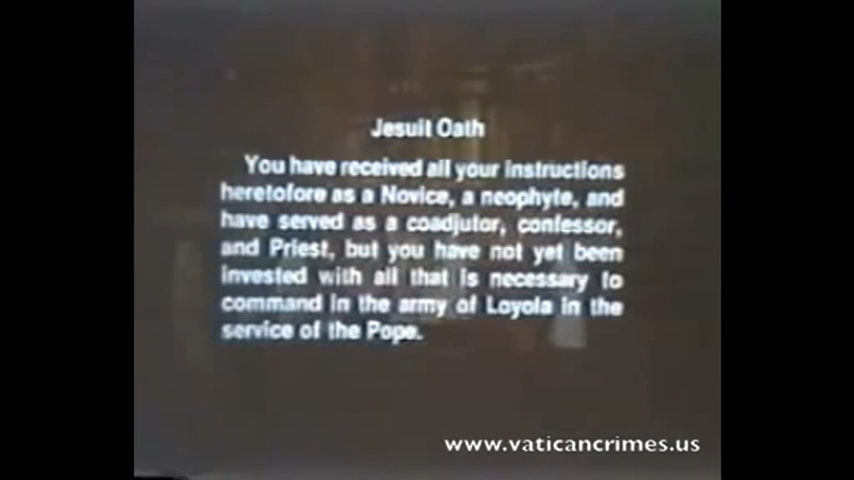 Jesuit Oath
You have received all your instructions
heretofore as a Novice, a neophyte, and
have served as a coadjutor, confessor,
and Priest, but you have not yet been
invested with all that is necessary to
command in the army of Loyola in the
service of the Pope.
www.vaticancrimes.us